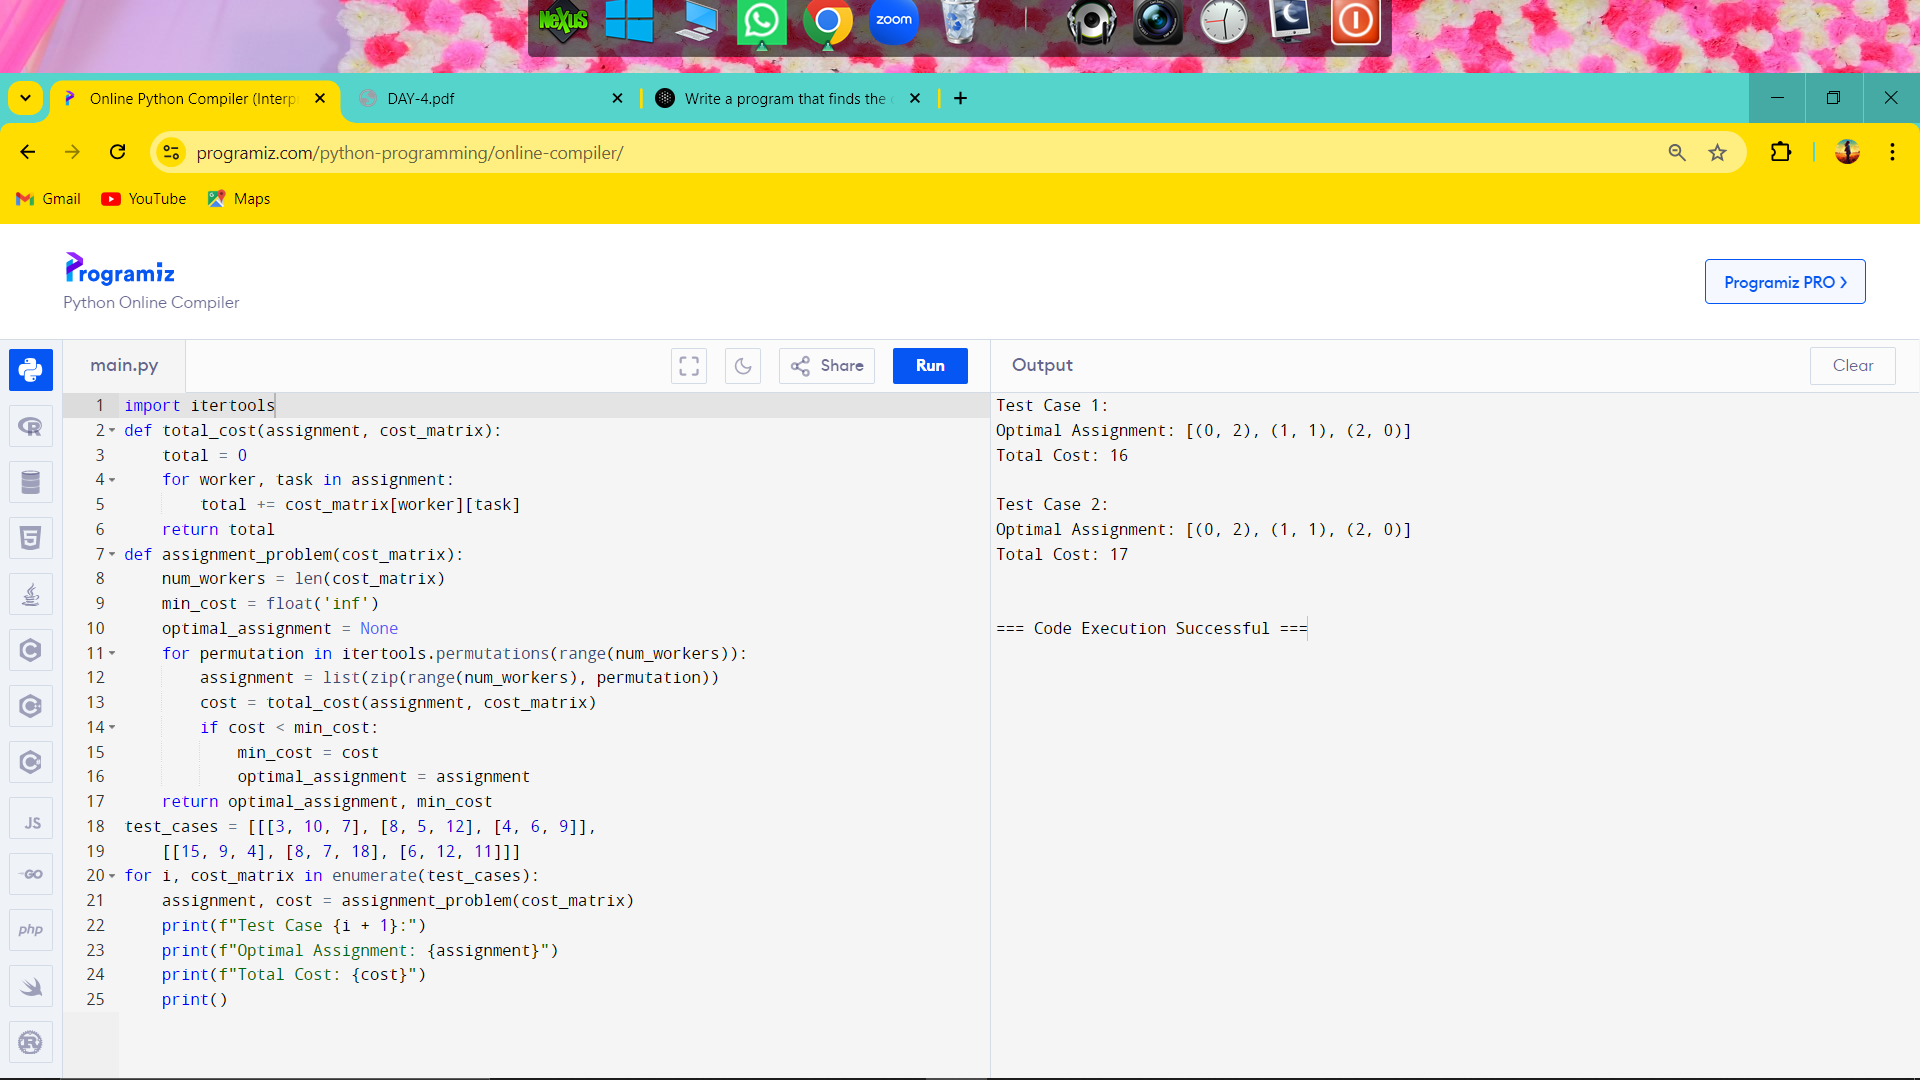 NeXuS
zoom
Online Python Compiler (Interp
DAY-4.pdf
Write a program that finds the
programiz.com/python-programming/online-compiler/
Gmail
YouTube
Maps
Programiz
Python Online Compiler
Programiz PRO
main.py
Share
Run
Output
Clear
1 import itertools
2 def total_cost(assignment, cost_matrix):
3     total = 0
4     for worker, task in assignment:
5         total += cost_matrix[worker][task]
6     return total
7 def assignment_problem(cost_matrix):
8     num_workers = len(cost_matrix)
9     min_cost = float('inf')
10     optimal_assignment = None
11     for permutation in itertools.permutations(range(num_workers)):
12         assignment = list(zip(range(num_workers), permutation))
13         cost = total_cost(assignment, cost_matrix)
14         if cost < min_cost:
15             min_cost = cost
16             optimal_assignment = assignment
17     return optimal_assignment, min_cost
18 test_cases = [[[3, 10, 7], [8, 5, 12], [4, 6, 9]],
19     [[15, 9, 4], [8, 7, 18], [6, 12, 11]]]
20 for i, cost_matrix in enumerate(test_cases):
21     assignment, cost = assignment_problem(cost_matrix)
22     print(f"Test Case {i + 1}:")
23     print(f"Optimal Assignment: {assignment}")
24     print(f"Total Cost: {cost}")
25     print()
Test Case 1:
Optimal Assignment: [(0, 2), (1, 1), (2, 0)]
Total Cost: 16
Test Case 2:
Optimal Assignment: [(0, 2), (1, 1), (2, 0)]
Total Cost: 17
=== Code Execution Successful ===
JS
GO
php